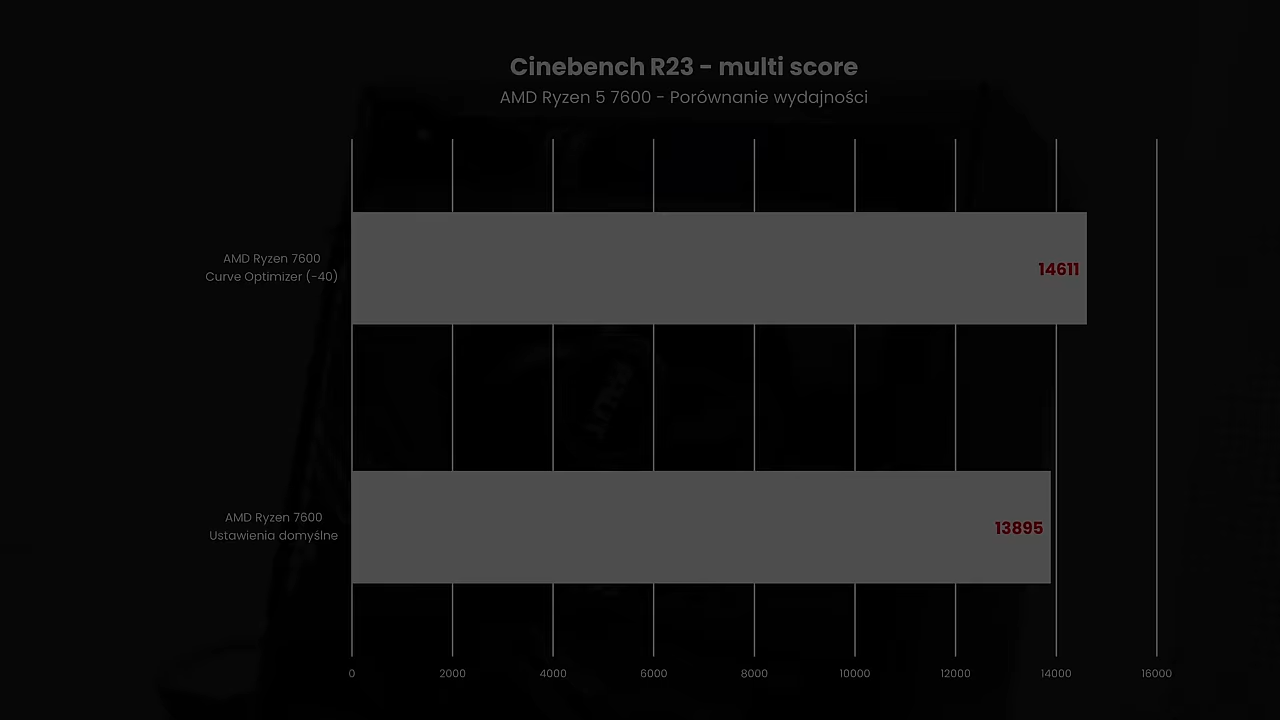 Cinebench R23 - multi score
AMD Ryzen 5 7600 - Porównanie wydajności
AMD Ryzen 7600
Curve Optimizer (-40)
14611
AMD Ryzen 7600
Ustawienia domyślne
13895
0 2000 4000 6000 8000 10000 12000 14000 16000